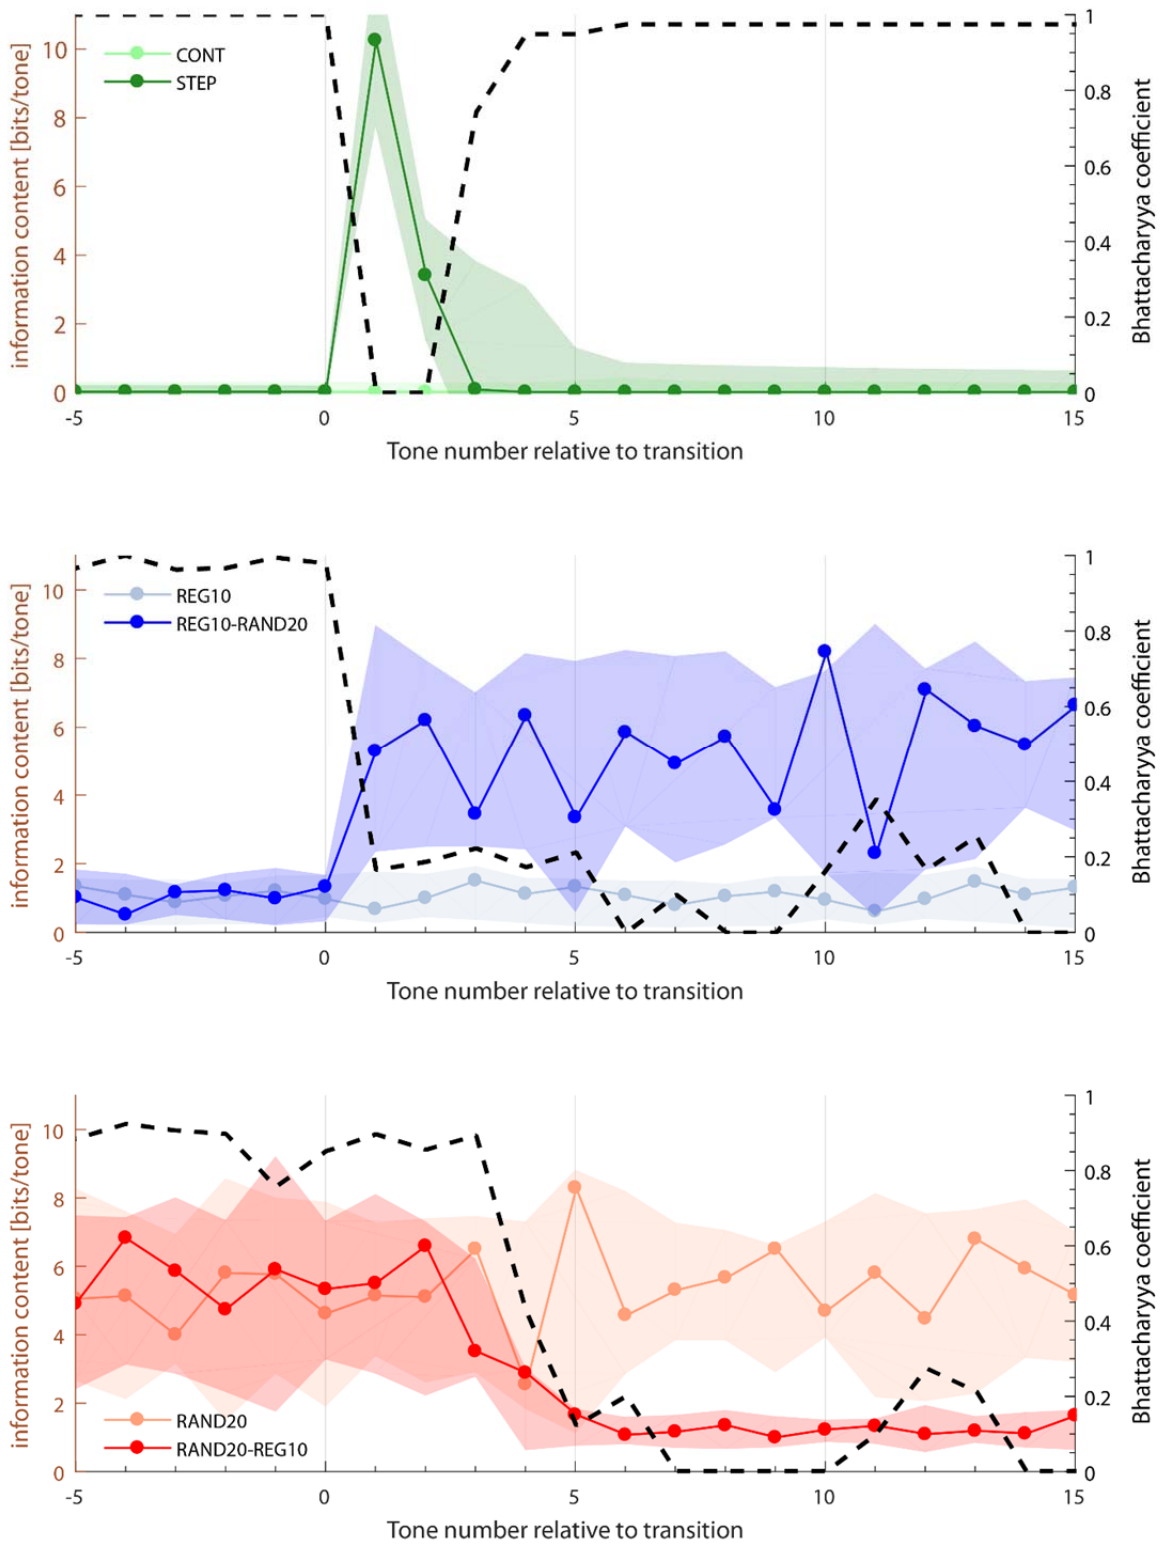 information content [bits/tone]
10
8
6
4
2
0
CONT
STEP
1
0.8
0.6
0.4
0.2
0
Bhattacharyya coefficient
-5 0 5 10 15
Tone number relative to transition
information content [bits/tone]
10
8
6
4
2
0
REG10
REG10-RAND20
1
0.8
0.6
0.4
0.2
0
Bhattacharyya coefficient
-5 0 5 10 15
Tone number relative to transition
information content [bits/tone]
10
8
6
4
2
0
RAND20
RAND20-REG10
1
0.8
0.6
0.4
0.2
0
Bhattacharyya coefficient
-5 0 5 10 15
Tone number relative to transition